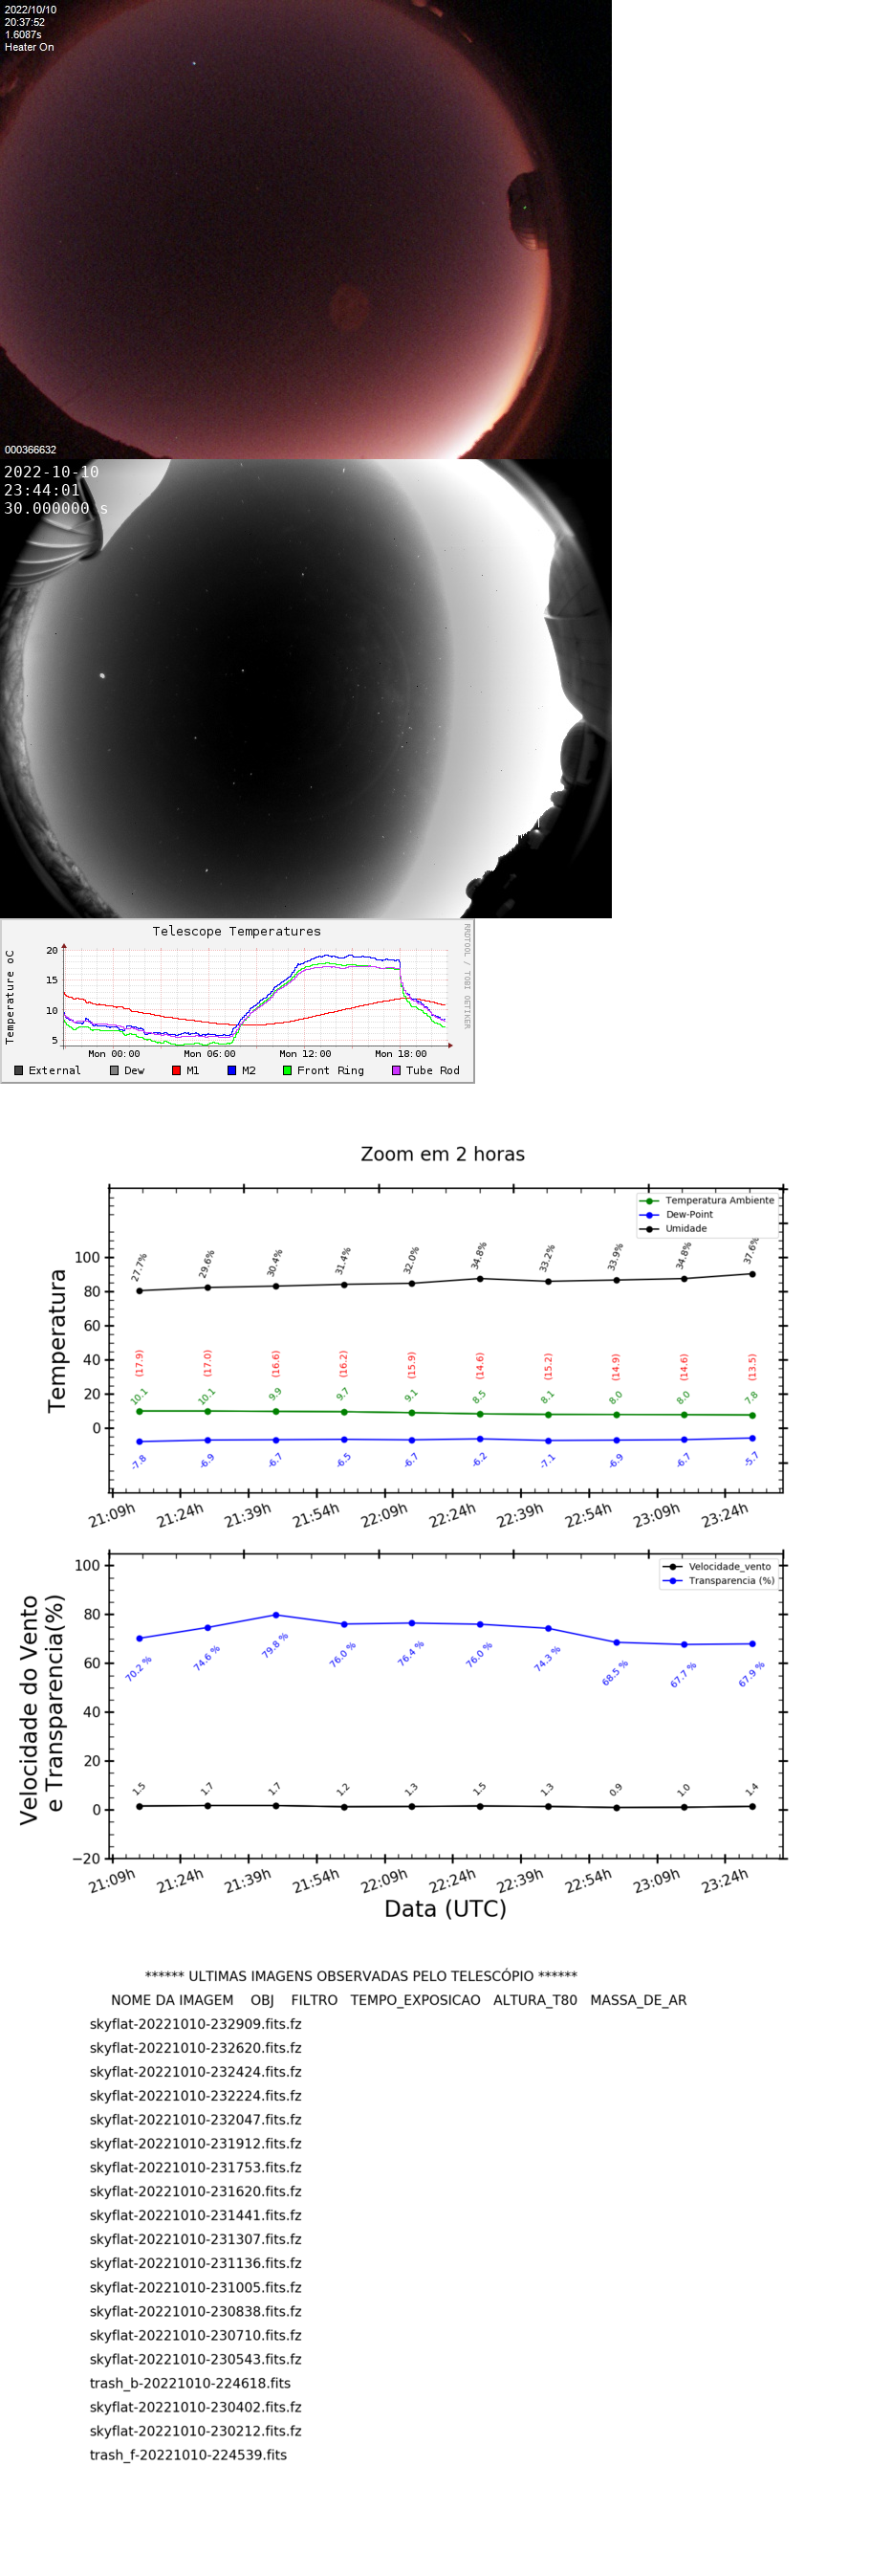 2022/10/10
20:37:52
1.6087s
Heater On
000366632
2022-10-10
23:44:01
30.000000 s
Telescope Temperatures
RRDTOOL / TOBI OETIKER
Temperature oC
20
15
10
5
Mon 00:00 Mon 06:00 Mon 12:00 Mon 18:00
External Dew M1 M2 Front Ring Tube Rod
Zoom em 2 horas
Temperatura Ambiente
Dew-Point
Umidade
Temperatura
100
80
60
40
20
0
27.7% 29.6% 30.4% 31.4% 32.0% 34.8% 33.2% 33.9% 34.8% 37.6%
(17.9) (17.0) (16.6) (16.2) (15.9) (14.6) (15.2) (14.9) (14.6) (13.5)
10.1 10.1 9.9 9.7 9.1 8.5 8.1 8.0 8.0 7.8
-7.8 -6.9 -6.7 -6.5 -6.7 -6.2 -7.1 -6.9 -6.7 -5.7
21:09h 21:24h 21:39h 21:54h 22:09h 22:24h 22:39h 22:54h 23:09h 23:24h
Velocidade_vento
Transparencia (%)
Velocidade do Vento
e Transparencia(%)
100
80
60
40
20
0
−20
70.2 % 74.6 % 79.8 % 76.0 % 76.4 % 76.0 % 74.3 % 68.5 % 67.7 % 67.9 %
1.5 1.7 1.7 1.2 1.3 1.5 1.3 0.9 1.0 1.4
21:09h 21:24h 21:39h 21:54h 22:09h 22:24h 22:39h 22:54h 23:09h 23:24h
Data (UTC)
****** ULTIMAS IMAGENS OBSERVADAS PELO TELESCÓPIO ******
NOME DA IMAGEM OBJ FILTRO TEMPO_EXPOSICAO ALTURA_T80 MASSA_DE_AR
skyflat-20221010-232909.fits.fz
skyflat-20221010-232620.fits.fz
skyflat-20221010-232424.fits.fz
skyflat-20221010-232224.fits.fz
skyflat-20221010-232047.fits.fz
skyflat-20221010-231912.fits.fz
skyflat-20221010-231753.fits.fz
skyflat-20221010-231620.fits.fz
skyflat-20221010-231441.fits.fz
skyflat-20221010-231307.fits.fz
skyflat-20221010-231136.fits.fz
skyflat-20221010-231005.fits.fz
skyflat-20221010-230838.fits.fz
skyflat-20221010-230710.fits.fz
skyflat-20221010-230543.fits.fz
trash_b-20221010-224618.fits
skyflat-20221010-230402.fits.fz
skyflat-20221010-230212.fits.fz
trash_f-20221010-224539.fits